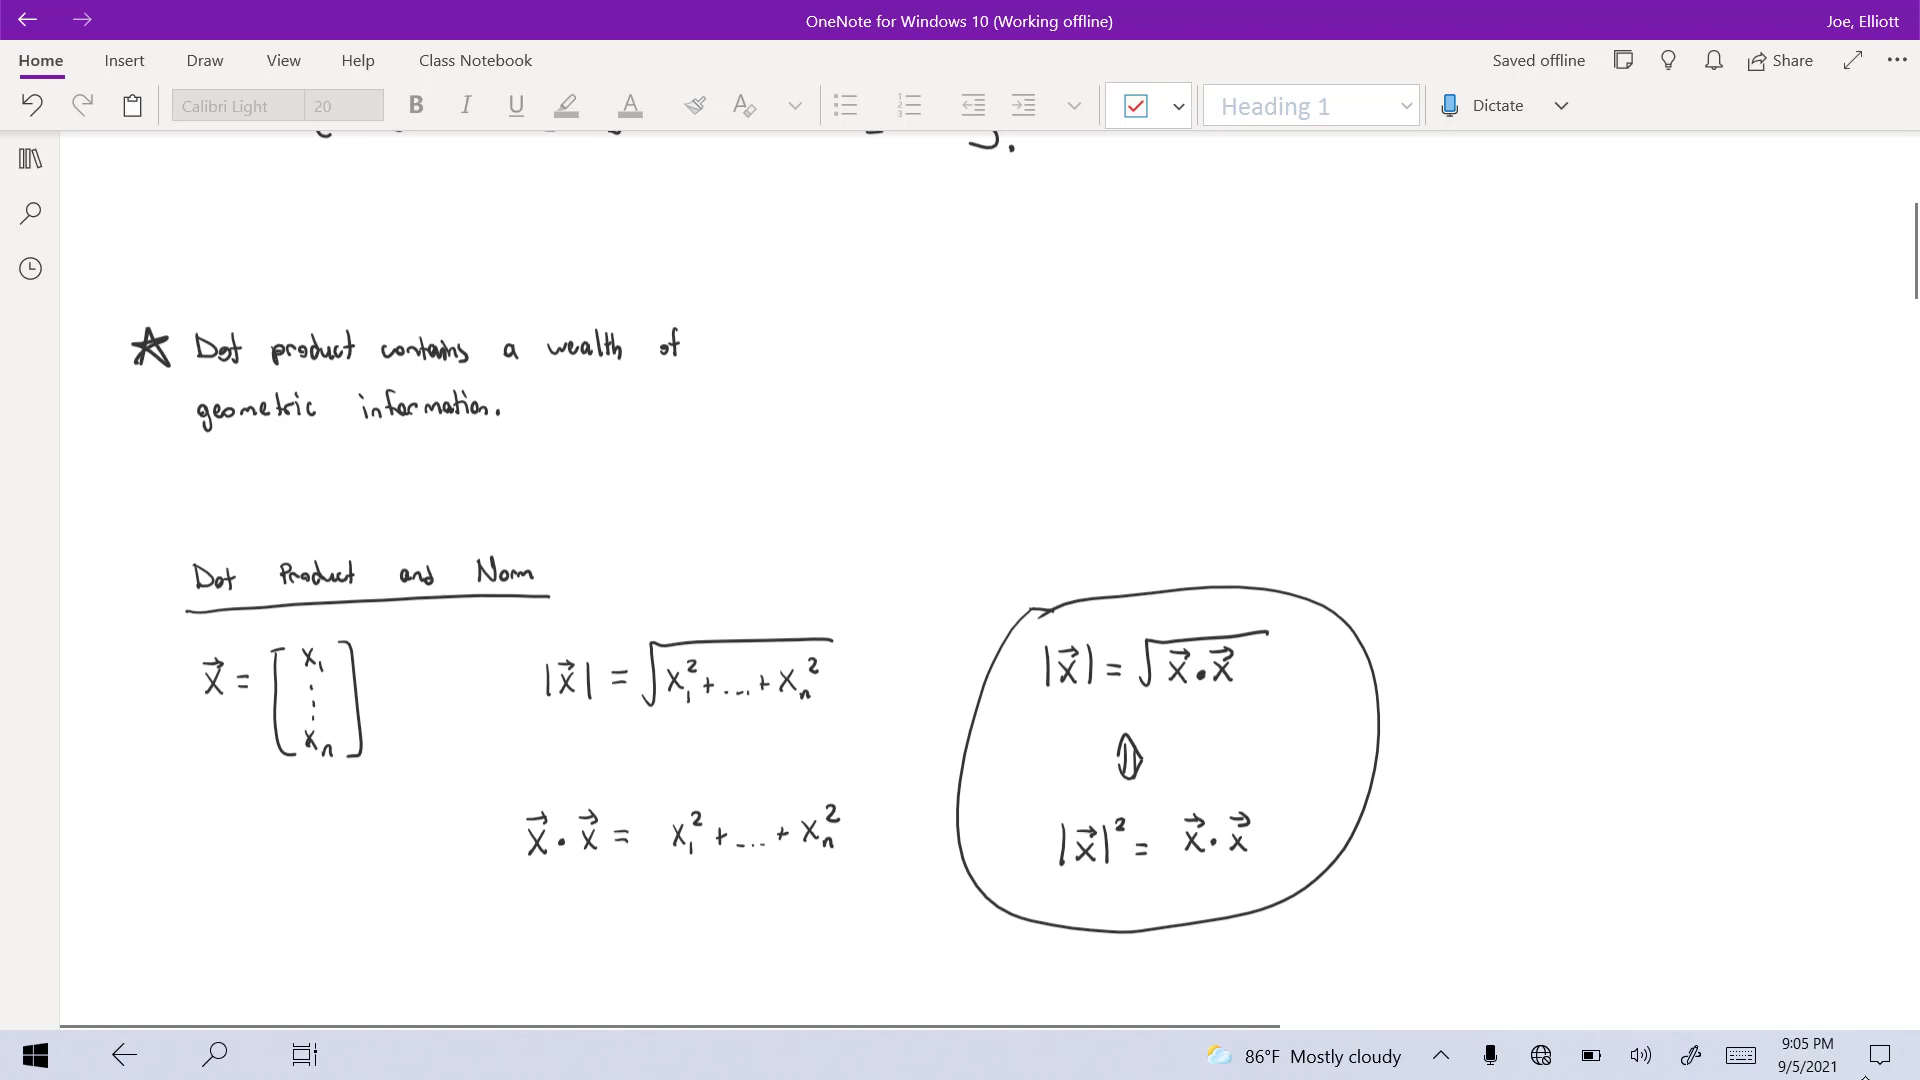 OneNote for Windows 10 (Working offline)
Joe, Elliott
Home Insert Draw View Help Class Notebook
Saved offline Share
Calibri Light 20 B I U Heading 1 Dictate
Dot product contains a wealth of
geometric information.
Dot Product and Norm
x⃗ = [x₁ ⋮ xₙ]
|x⃗| = √(x₁² + ... + xₙ²)
|x⃗| = √(x⃗ · x⃗)
x⃗ · x⃗ = x₁² + ... + xₙ²
|x⃗|² = x⃗ · x⃗
86°F Mostly cloudy
9:05 PM
9/5/2021